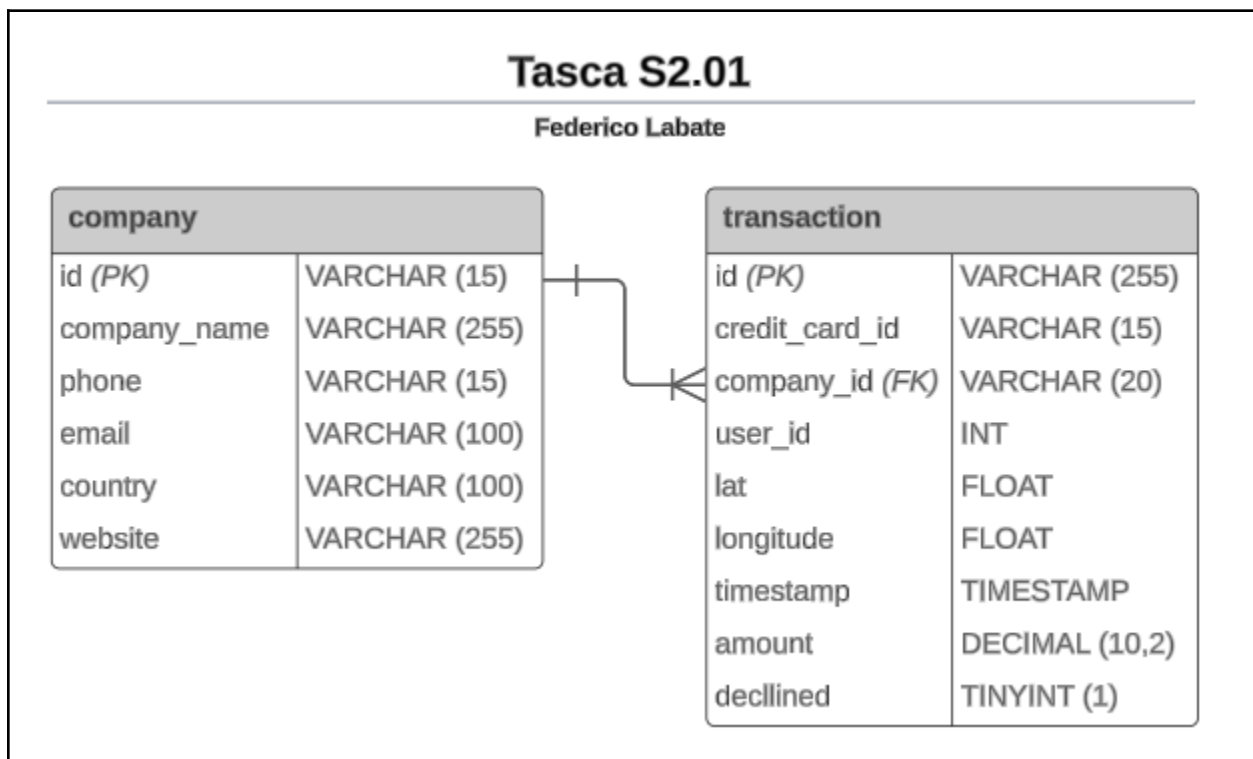 Tasca S2.01
Federico Labate
company
id (PK) VARCHAR (15)
company_name VARCHAR (255)
phone VARCHAR (15)
email VARCHAR (100)
country VARCHAR (100)
website VARCHAR (255)
transaction
id (PK) VARCHAR (255)
credit_card_id VARCHAR (15)
company_id (FK) VARCHAR (20)
user_id INT
lat FLOAT
longitude FLOAT
timestamp TIMESTAMP
amount DECIMAL (10,2)
decllined TINYINT (1)